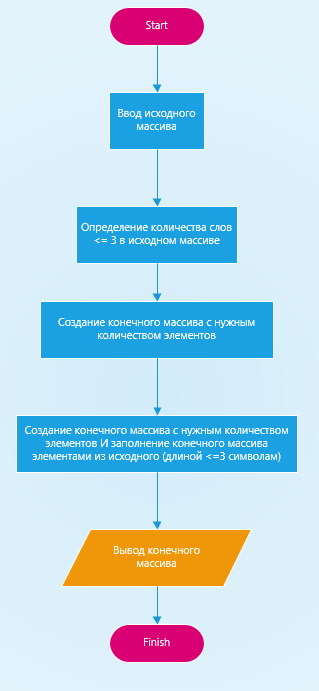 Start
Ввод исходного
массива
Определение количества слов
<= 3 в исходном массиве
Создание конечного массива с нужным
количеством элементов
Создание конечного массива с нужным количеством
элементов И заполнение конечного массива
элементами из исходного (длиной <=3 символам)
Вывод конечного
массива
Finish